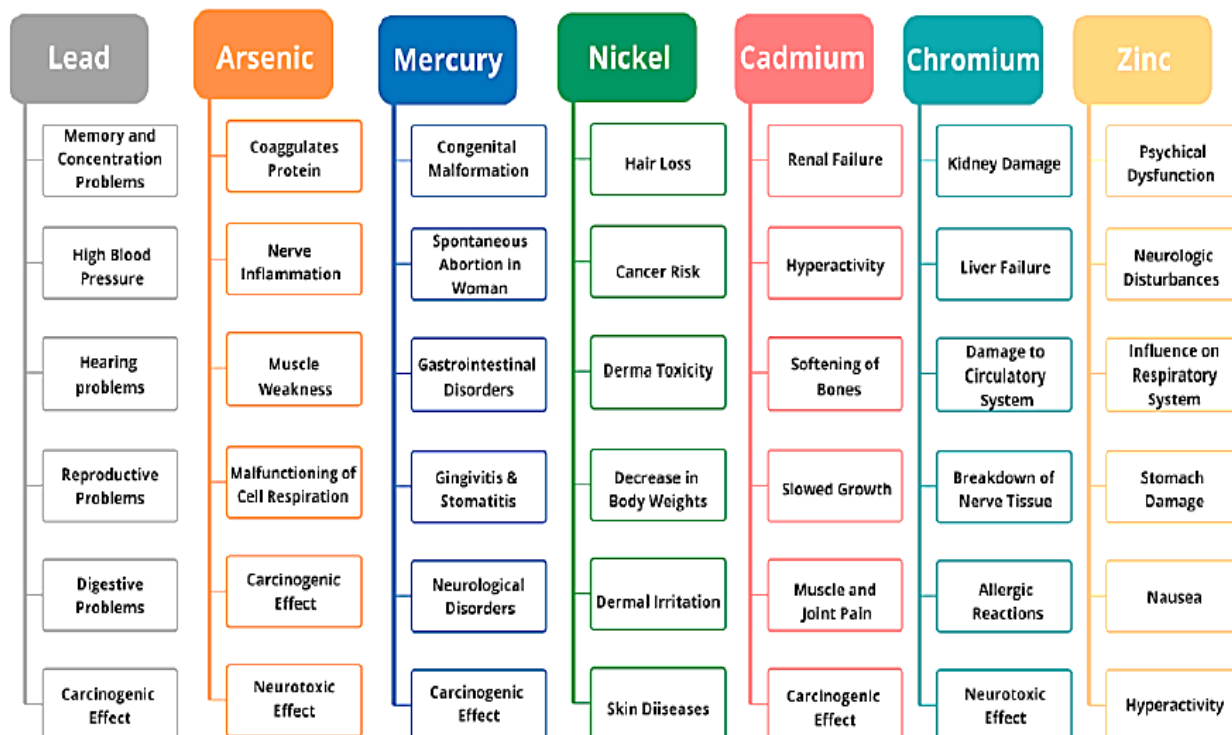 Lead
Memory and
Concentration
Problems
High Blood
Pressure
Hearing
problems
Reproductive
Problems
Digestive
Problems
Carcinogenic
Effect
Arsenic
Coaggulates
Protein
Nerve
Inflammation
Muscle
Weakness
Malfunctioning of
Cell Respiration
Carcinogenic
Effect
Neurotoxic
Effect
Mercury
Congenital
Malformation
Spontaneous
Abortion in
Woman
Gastrointestinal
Disorders
Gingivitis &
Stomatitis
Neurological
Disorders
Carcinogenic
Effect
Nickel
Hair Loss
Cancer Risk
Derma Toxicity
Decrease in
Body Weights
Dermal Irritation
Skin Diiseases
Cadmium
Renal Failure
Hyperactivity
Softening of
Bones
Slowed Growth
Muscle and
Joint Pain
Carcinogenic
Effect
Chromium
Kidney Damage
Liver Failure
Damage to
Circulatory
System
Breakdown of
Nerve Tissue
Allergic
Reactions
Neurotoxic
Effect
Zinc
Psychical
Dysfunction
Neurologic
Disturbances
Influence on
Respiratory
System
Stomach
Damage
Nausea
Hyperactivity